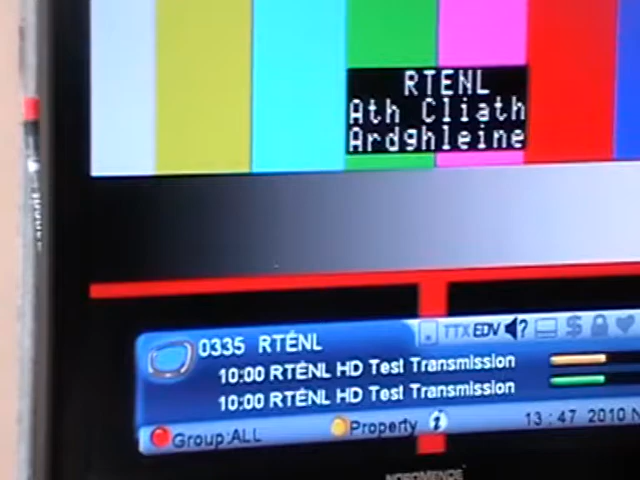 RTENL
Ath Cliath
Ardghleine
0335 RTÉNL
TTX EDV ? $
10:00 RTÉNL HD Test Transmission
10:00 RTÉNL HD Test Transmission
Group:ALL Property i 13:47 2010
NORDMENDE